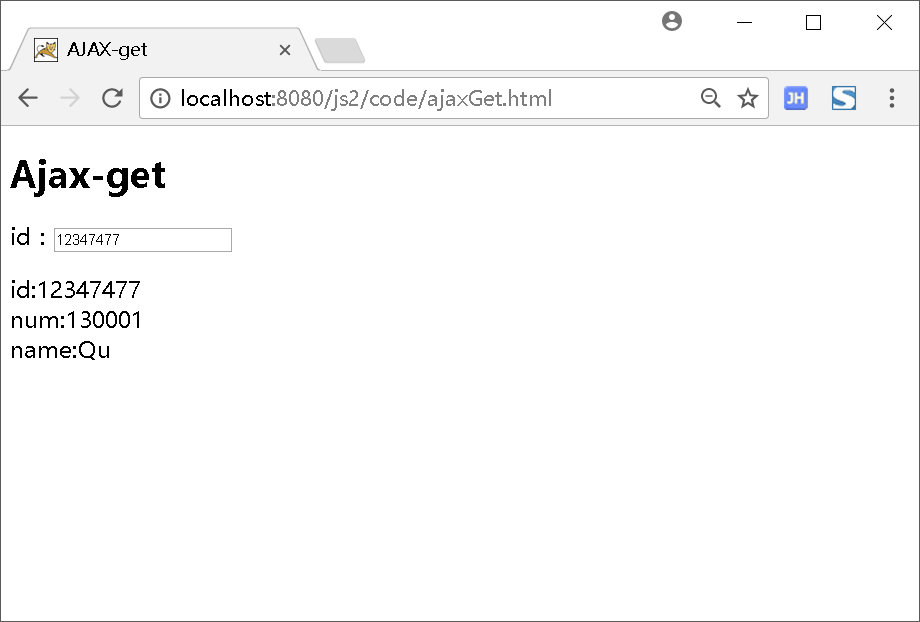 AJAX-get
localhost:8080/js2/code/ajaxGet.html
JH
S
Ajax-get
id：12347477
id:12347477
num:130001
name:Qu